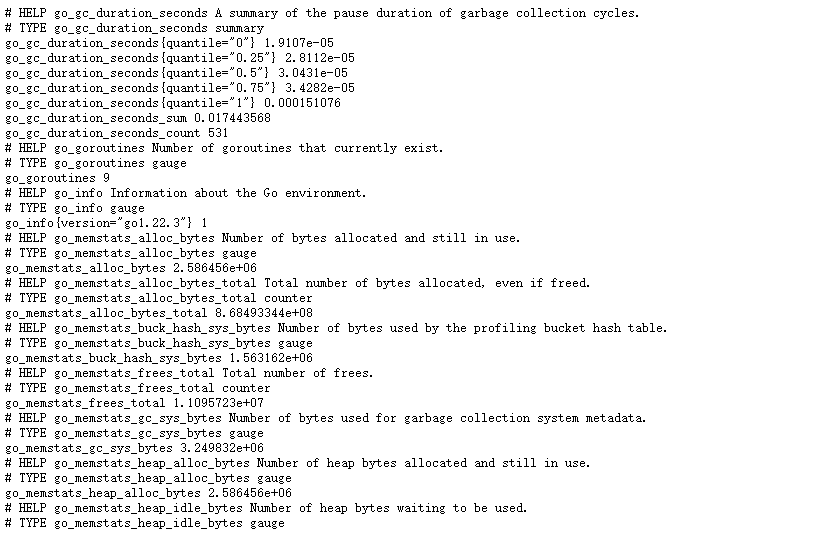 # HELP go_gc_duration_seconds A summary of the pause duration of garbage collection cycles.
# TYPE go_gc_duration_seconds summary
go_gc_duration_seconds{quantile="0"} 1.9107e-05
go_gc_duration_seconds{quantile="0.25"} 2.8112e-05
go_gc_duration_seconds{quantile="0.5"} 3.0431e-05
go_gc_duration_seconds{quantile="0.75"} 3.4282e-05
go_gc_duration_seconds{quantile="1"} 0.000151076
go_gc_duration_seconds_sum 0.017443568
go_gc_duration_seconds_count 531
# HELP go_goroutines Number of goroutines that currently exist.
# TYPE go_goroutines gauge
go_goroutines 9
# HELP go_info Information about the Go environment.
# TYPE go_info gauge
go_info{version="go1.22.3"} 1
# HELP go_memstats_alloc_bytes Number of bytes allocated and still in use.
# TYPE go_memstats_alloc_bytes gauge
go_memstats_alloc_bytes 2.586456e+06
# HELP go_memstats_alloc_bytes_total Total number of bytes allocated, even if freed.
# TYPE go_memstats_alloc_bytes_total counter
go_memstats_alloc_bytes_total 8.68493344e+08
# HELP go_memstats_buck_hash_sys_bytes Number of bytes used by the profiling bucket hash table.
# TYPE go_memstats_buck_hash_sys_bytes gauge
go_memstats_buck_hash_sys_bytes 1.563162e+06
# HELP go_memstats_frees_total Total number of frees.
# TYPE go_memstats_frees_total counter
go_memstats_frees_total 1.1095723e+07
# HELP go_memstats_gc_sys_bytes Number of bytes used for garbage collection system metadata.
# TYPE go_memstats_gc_sys_bytes gauge
go_memstats_gc_sys_bytes 3.249832e+06
# HELP go_memstats_heap_alloc_bytes Number of heap bytes allocated and still in use.
# TYPE go_memstats_heap_alloc_bytes gauge
go_memstats_heap_alloc_bytes 2.586456e+06
# HELP go_memstats_heap_idle_bytes Number of heap bytes waiting to be used.
# TYPE go_memstats_heap_idle_bytes gauge